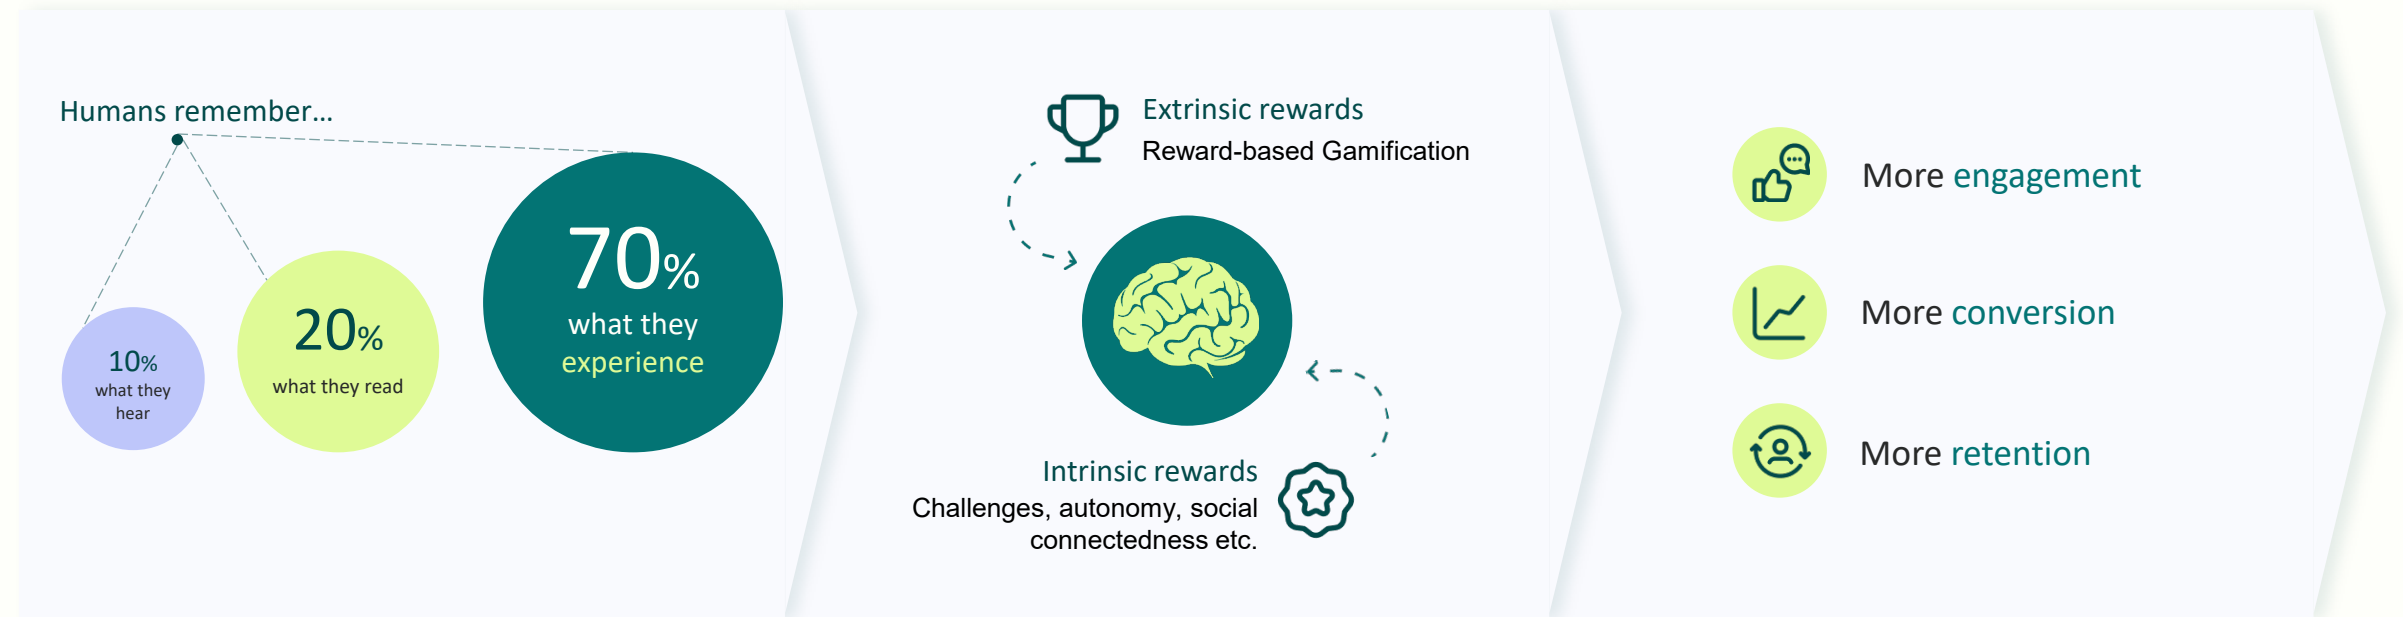 Humans remember...
10%
what they
hear
20%
what they read
70%
what they
experience
Extrinsic rewards
Reward-based Gamification
Intrinsic rewards
Challenges, autonomy, social
connectedness etc.
More engagement
More conversion
More retention